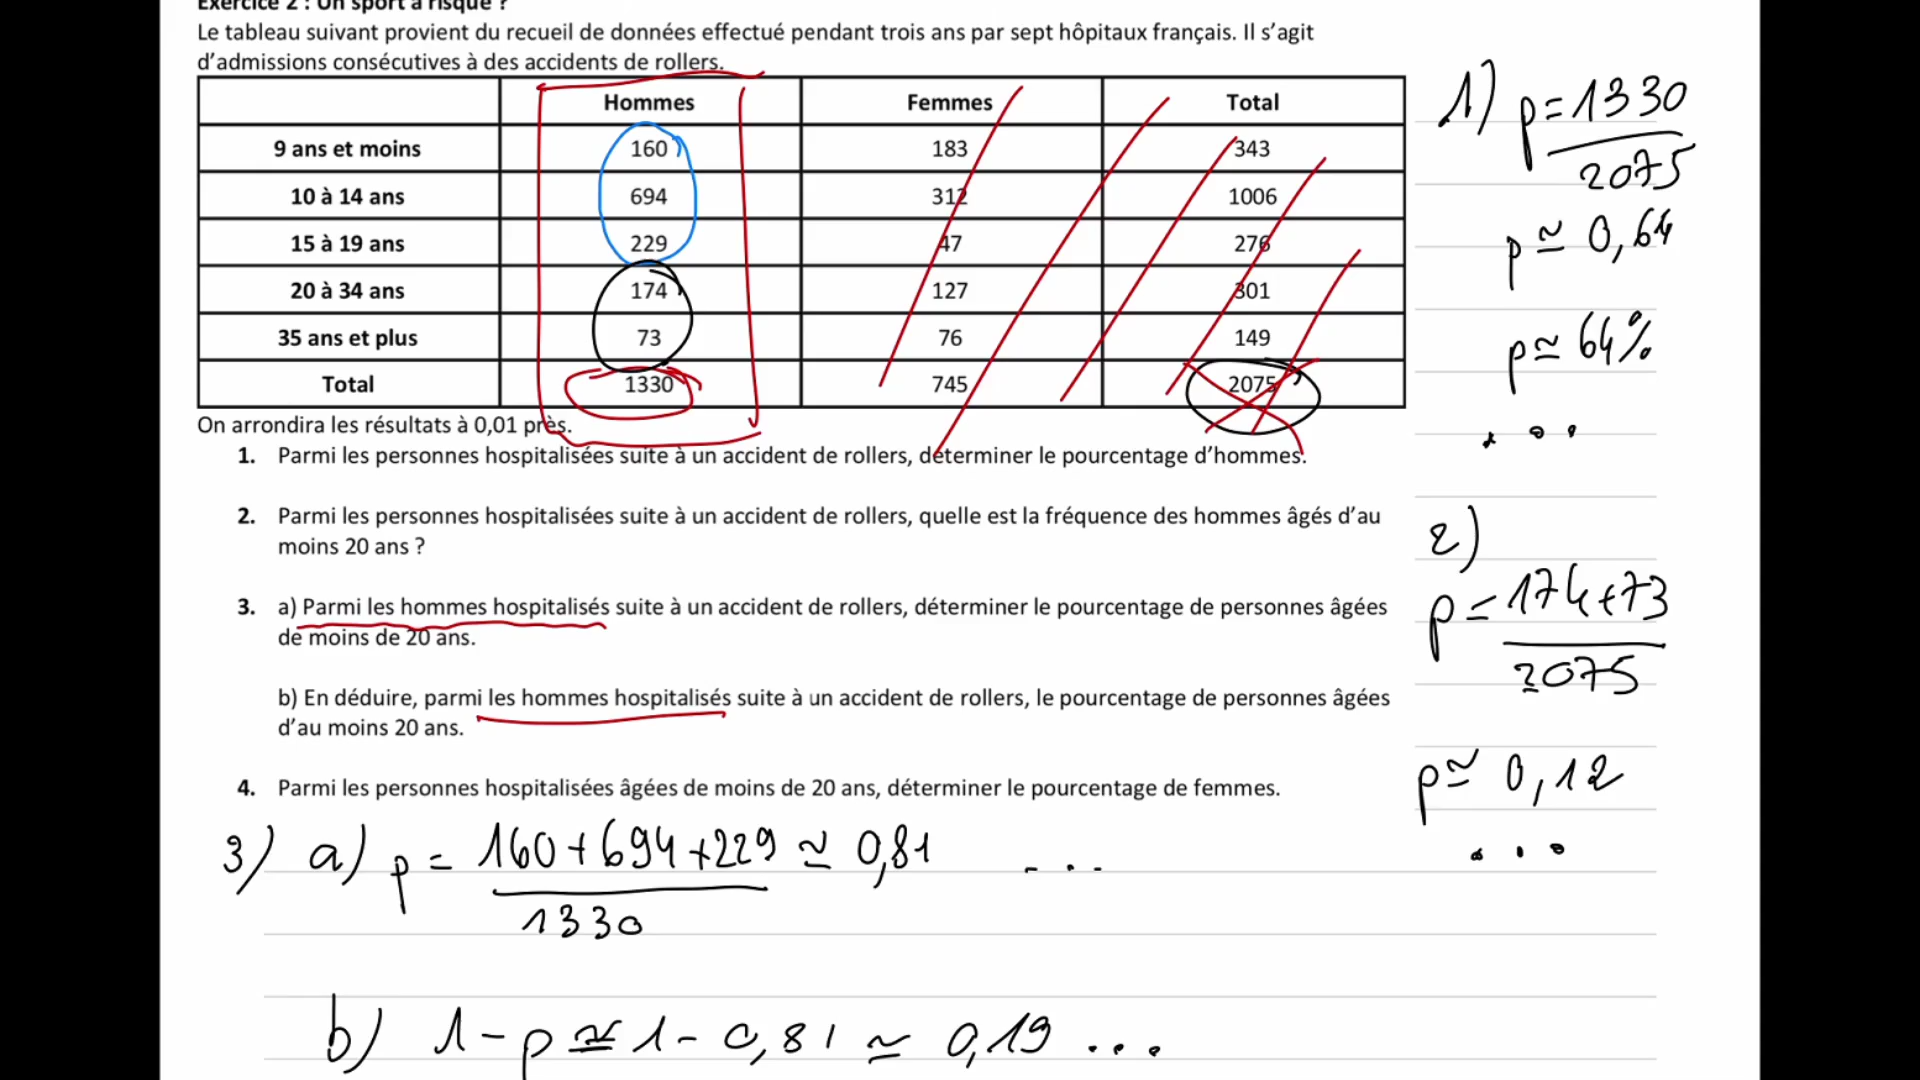 Exercice 2 : Un sport à risque ?
Le tableau suivant provient du recueil de données effectué pendant trois ans par sept hôpitaux français. Il s’agit
d’admissions consécutives à des accidents de rollers.
Hommes Femmes Total
9 ans et moins 160 183 343
10 à 14 ans 694 312 1006
15 à 19 ans 229 47 276
20 à 34 ans 174 127 301
35 ans et plus 73 76 149
Total 1330 745 2075
On arrondira les résultats à 0,01 près.
1. Parmi les personnes hospitalisées suite à un accident de rollers, déterminer le pourcentage d’hommes.
2. Parmi les personnes hospitalisées suite à un accident de rollers, quelle est la fréquence des hommes âgés d’au
moins 20 ans ?
3. a) Parmi les hommes hospitalisés suite à un accident de rollers, déterminer le pourcentage de personnes âgées
de moins de 20 ans.
b) En déduire, parmi les hommes hospitalisés suite à un accident de rollers, le pourcentage de personnes âgées
d’au moins 20 ans.
4. Parmi les personnes hospitalisées âgées de moins de 20 ans, déterminer le pourcentage de femmes.
1) p = 1330
2075
p ≃ 0,64
p ≃ 64%
...
2)
p = 174+73
2075
p ≃ 0,12
...
3) a) p = 160+694+229 ≃ 0,81 ...
1330
b) 1-p ≃ 1-0,81 ≃ 0,19 ...